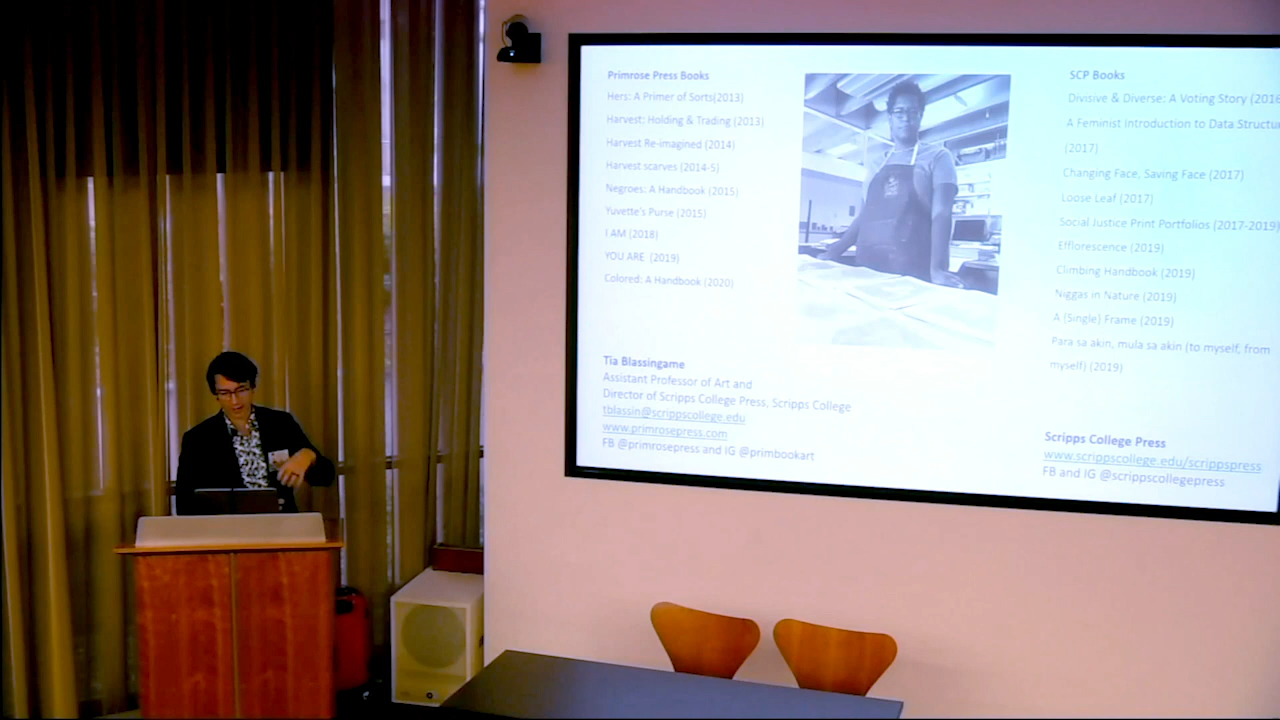 Primrose Press Books
Hers: A Primer of Sorts(2013)
Harvest: Holding & Trading (2013)
Harvest Re-imagined (2014)
Harvest scarves (2014-5)
Negroes: A Handbook (2015)
Yuvette's Purse (2015)
I AM (2018)
YOU ARE (2019)
Colored: A Handbook (2020)
Tia Blassingame
Assistant Professor of Art and
Director of Scripps College Press, Scripps College
tblassin@scrippscollege.edu
www.primrosepress.com
FB @primrosepress and IG @primbookart
SCP Books
Divisive & Diverse: A Voting Story (2016
A Feminist Introduction to Data Structu
(2017)
Changing Face, Saving Face (2017)
Loose Leaf (2017)
Social Justice Print Portfolios (2017-2019)
Efflorescence (2019)
Climbing Handbook (2019)
Niggas in Nature (2019)
A (Single) Frame (2019)
Para sa akin, mula sa akin (to myself, from
myself) (2019)
Scripps College Press
www.scrippscollege.edu/scrippspress
FB and IG @scrippscollegepress